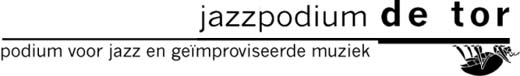 jazzpodium de tor
podium voor jazz en geïmproviseerde muziek